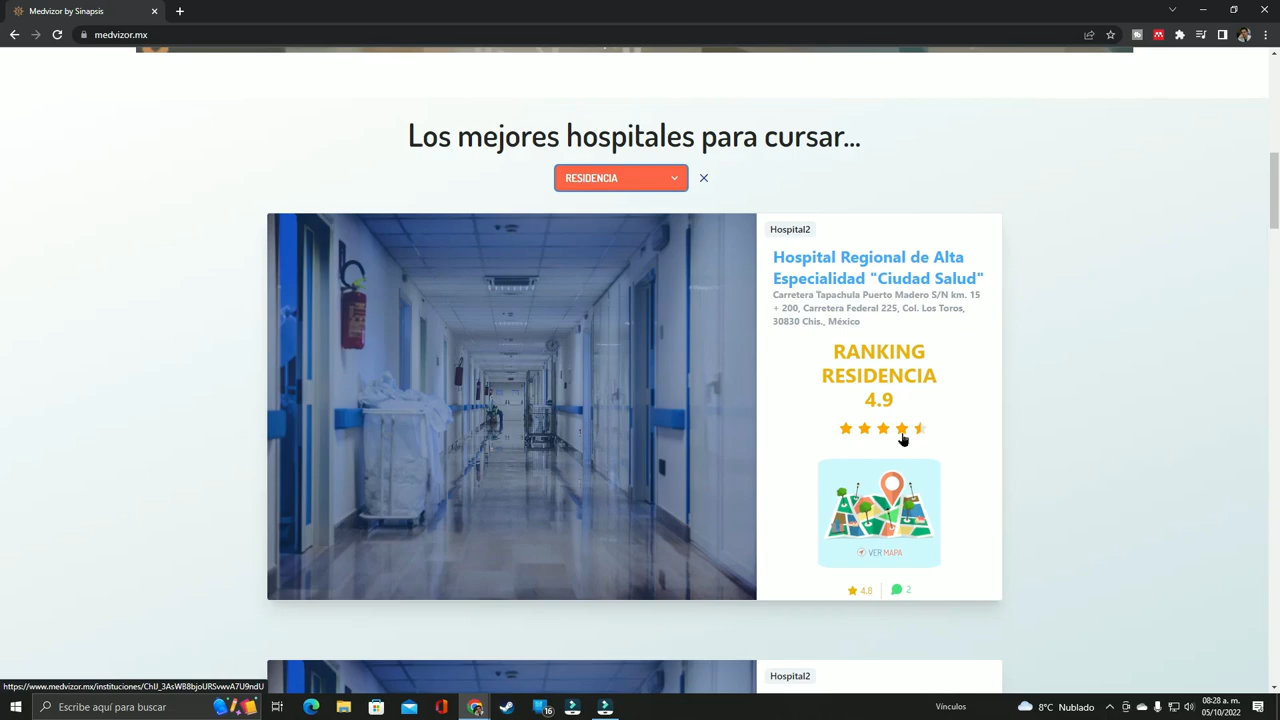 Medvizor by Sinapsis
medvizor.mx
Los mejores hospitales para cursar...
RESIDENCIA
Hospital2
Hospital Regional de Alta
Especialidad "Ciudad Salud"
Carretera Tapachula Puerto Madero S/N km. 15
+ 200, Carretera Federal 225, Col. Los Toros,
30830 Chis., México
RANKING
RESIDENCIA
4.9
VER MAPA
4.8
2
Hospital2
Escribe aquí para buscar
16
Vínculos
8°C Nublado
08:28 a. m.
05/10/2022